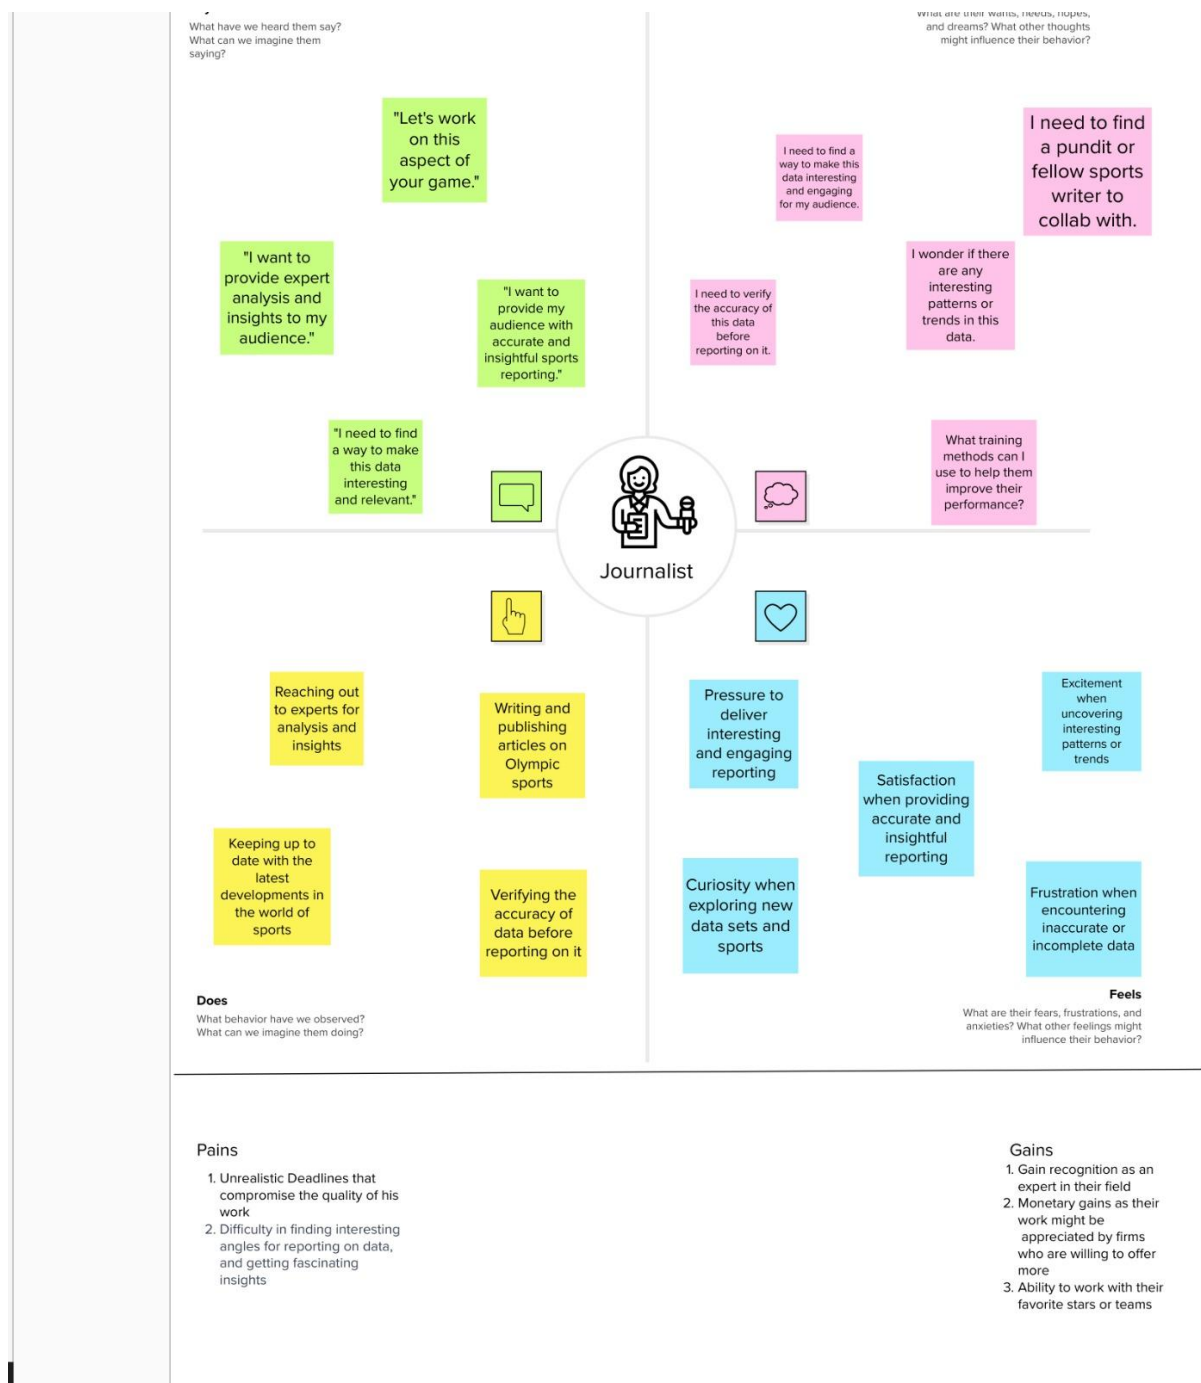 What have we heard them say?
What can we imagine them
saying?
What are their wants, needs, hopes,
and dreams? What other thoughts
might influence their behavior?
"Let's work
on this
aspect of
your game."
"I want to
provide expert
analysis and
insights to my
audience."
"I want to
provide my
audience with
accurate and
insightful sports
reporting."
"I need to find
a way to make
this data
interesting
and relevant."
I need to find a
way to make this
data interesting
and engaging
for my audience.
I need to find
a pundit or
fellow sports
writer to
collab with.
I wonder if there
are any
interesting
patterns or
trends in this
data.
I need to verify
the accuracy of
this data
before
reporting on it.
What training
methods can I
use to help them
improve their
performance?
Journalist
Reaching out
to experts for
analysis and
insights
Writing and
publishing
articles on
Olympic
sports
Keeping up to
date with the
latest
developments in
the world of
sports
Verifying the
accuracy of
data before
reporting on it
Does
What behavior have we observed?
What can we imagine them doing?
Pressure to
deliver
interesting
and engaging
reporting
Excitement
when
uncovering
interesting
patterns or
trends
Satisfaction
when providing
accurate and
insightful
reporting
Curiosity when
exploring new
data sets and
sports
Frustration when
encountering
inaccurate or
incomplete data
Feels
What are their fears, frustrations, and
anxieties? What other feelings might
influence their behavior?
Pains
1. Unrealistic Deadlines that
compromise the quality of his
work
2. Difficulty in finding interesting
angles for reporting on data,
and getting fascinating
insights
Gains
1. Gain recognition as an
expert in their field
2. Monetary gains as their
work might be
appreciated by firms
who are willing to offer
more
3. Ability to work with their
favorite stars or teams